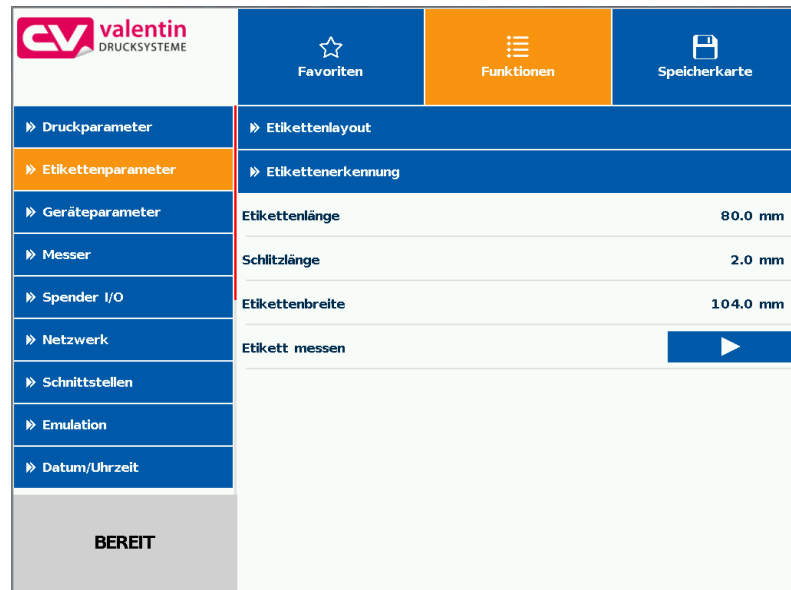 valentin
DRUCKSYSTEME
Favoriten
Funktionen
Speicherkarte
Druckparameter
Etikettenparameter
Geräteparameter
Messer
Spender I/O
Netzwerk
Schnittstellen
Emulation
Datum/Uhrzeit
BEREIT
Etikettenlayout
Etikettenerkennung
Etikettenlänge 80.0 mm
Schlitzlänge 2.0 mm
Etikettenbreite 104.0 mm
Etikett messen